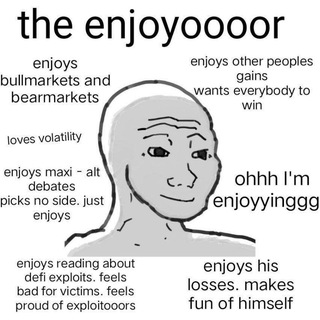 the enjoyoooor
enjoys
bullmarkets and
bearmarkets
enjoys other peoples
gains
wants everybody to
win
loves volatility
enjoys maxi - alt
debates
picks no side. just
enjoys
ohhh I'm
enjoyyinggg
enjoys reading about
defi exploits. feels
bad for victims. feels
proud of exploitooors
enjoys his
losses. makes
fun of himself